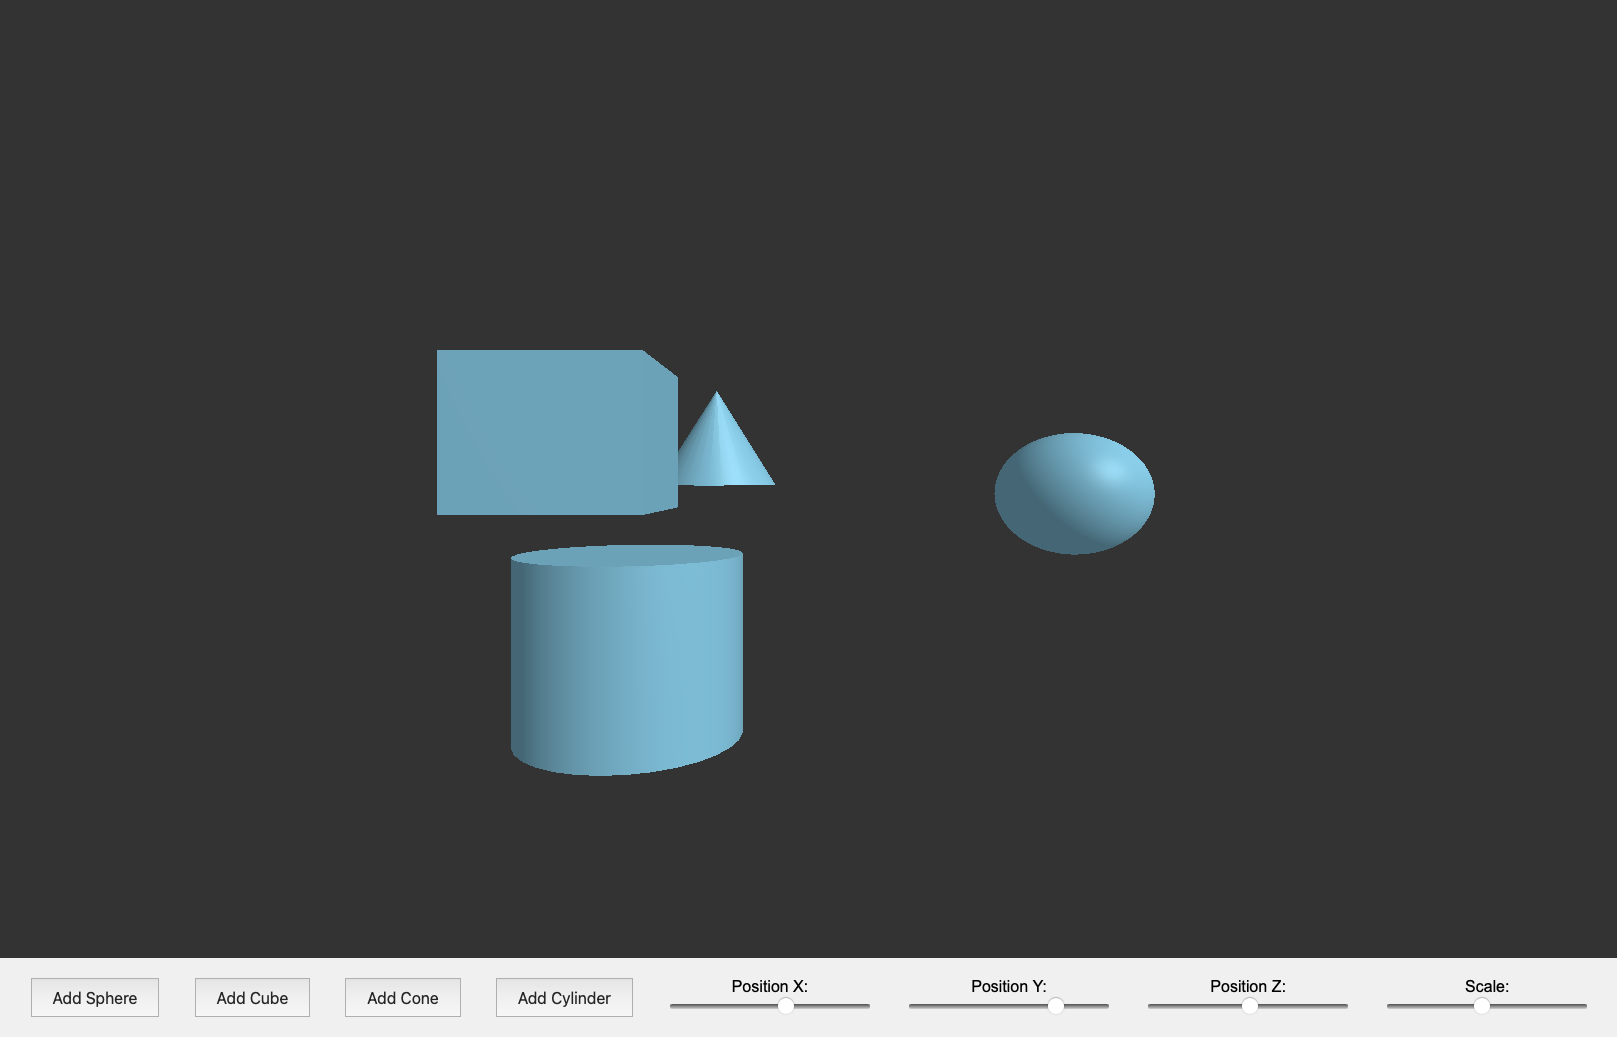 Add Sphere
Add Cube
Add Cone
Add Cylinder
Position X:
Position Y:
Position Z:
Scale: